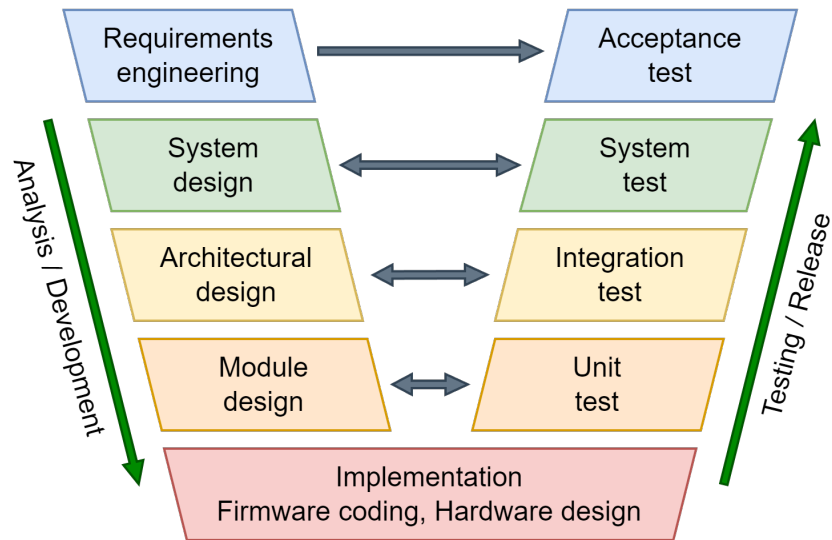 Requirements
engineering
Acceptance
test
System
design
System
test
Architectural
design
Integration
test
Module
design
Unit
test
Implementation
Firmware coding, Hardware design
Analysis / Development
Testing / Release